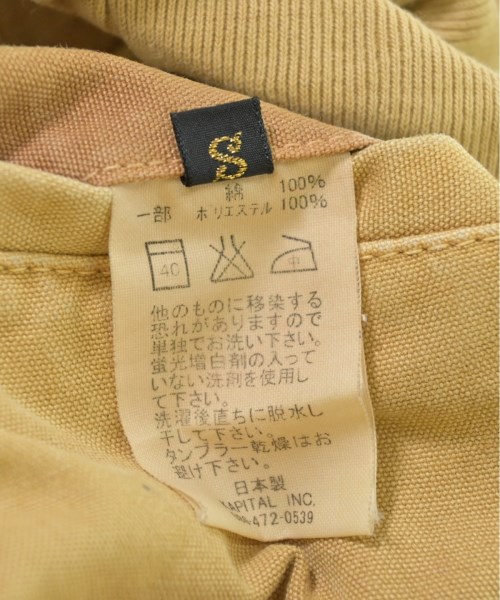 S
綿 100%
一部 ポリエステル 100%
40 中
他のものに移染する
恐れがありますので
単独でお洗い下さい。
蛍光増白剤の入って
いない洗剤を使用し
て下さい。
洗濯後直ちに脱水し
干して下さい。
タンブラー乾燥はお
避け下さい。
日本製
KAPITAL INC.
472-0539